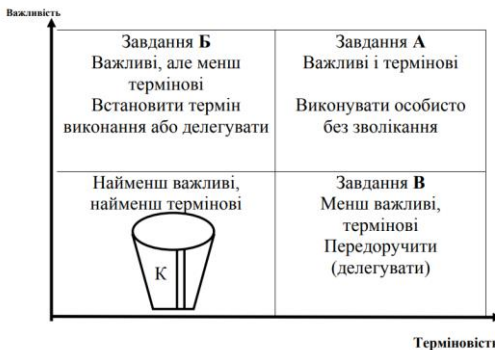 Важливість
Завдання Б
Важливі, але менш
термінові
Встановити термін
виконання або делегувати
Завдання А
Важливі і термінові
Виконувати особисто
без зволікання
Найменш важливі,
найменш термінові
К
Завдання В
Менш важливі,
термінові
Передоручити
(делегувати)
Терміновість